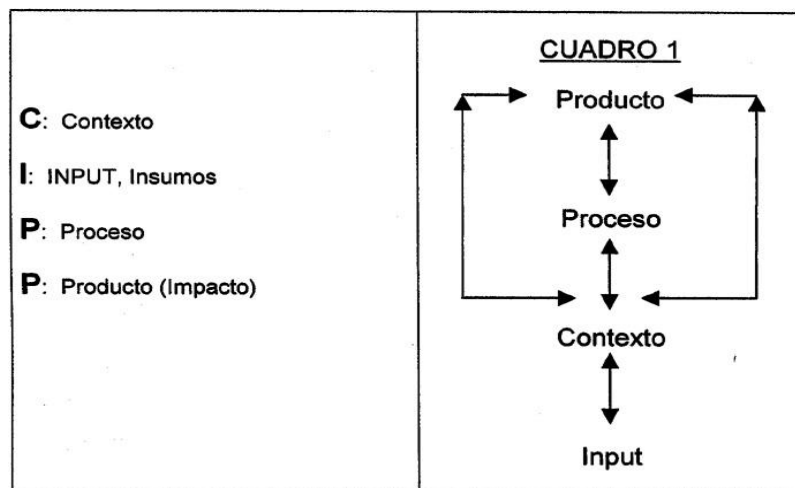 C: Contexto
I: INPUT, Insumos
P: Proceso
P: Producto (Impacto)
CUADRO 1
Producto
Proceso
Contexto
Input